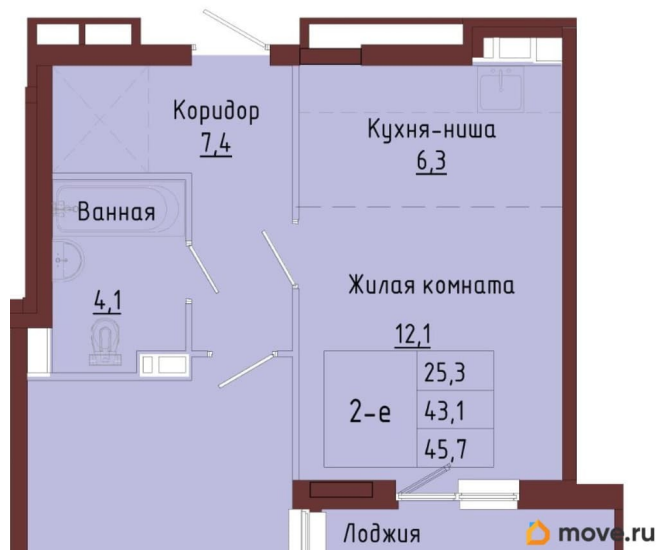 Коридор
7,4
Кухня-ниша
6,3
Ванная
4,1
Жилая комната
12,1
2-е
25,3
43,1
45,7
Лоджия
move.ru